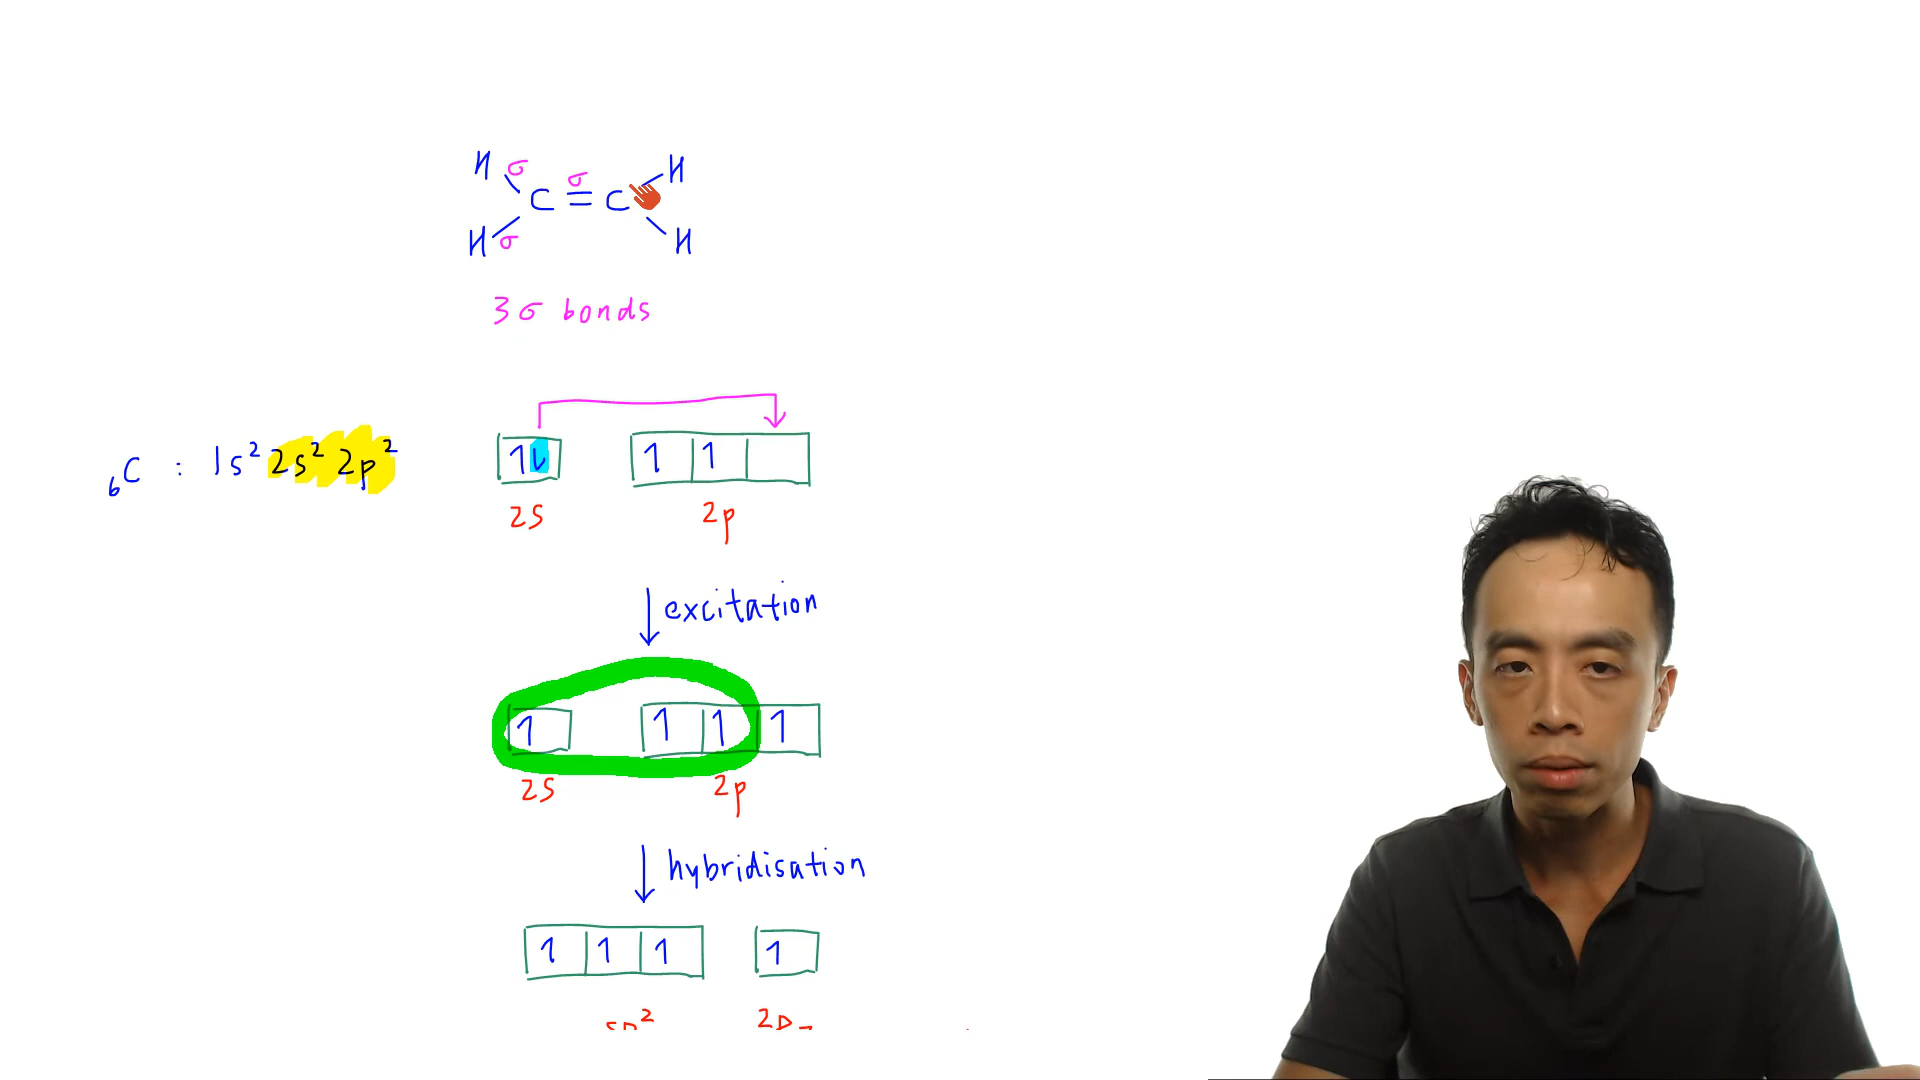 H σ σ H
C = C
H σ H
3σ bonds
₆C : 1s² 2s² 2p² 1 1 1
2s 2p
excitation
1 1 1 1
2s 2p
hybridisation
1 1 1 1
sp² 2p